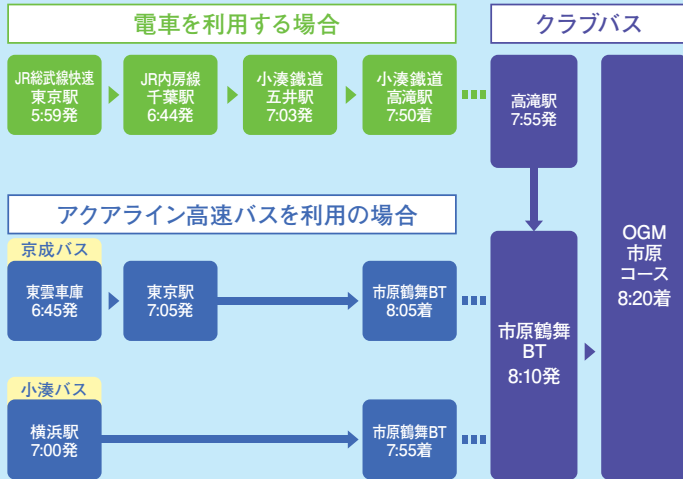 電車を利用する場合
クラブバス
JR総武線快速
東京駅
5:59発
JR内房線
千葉駅
6:44発
小湊鐵道
五井駅
7:03発
小湊鐵道
高滝駅
7:50着
高滝駅
7:55発
アクアライン高速バスを利用の場合
京成バス
東雲車庫
6:45発
東京駅
7:05発
市原鶴舞BT
8:05着
小湊バス
横浜駅
7:00発
市原鶴舞BT
7:55着
市原鶴舞
BT
8:10発
OGM
市原
コース
8:20着